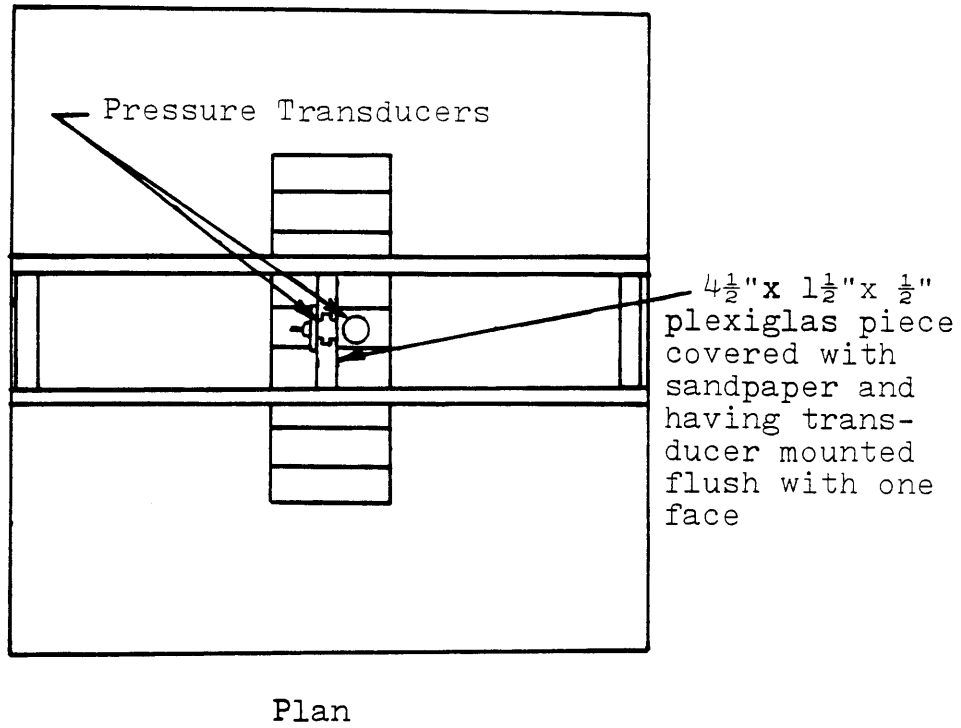 Pressure Transducers
4½"x 1½"x ½"
plexiglas piece
covered with
sandpaper and
having trans-
ducer mounted
flush with one
face
Plan